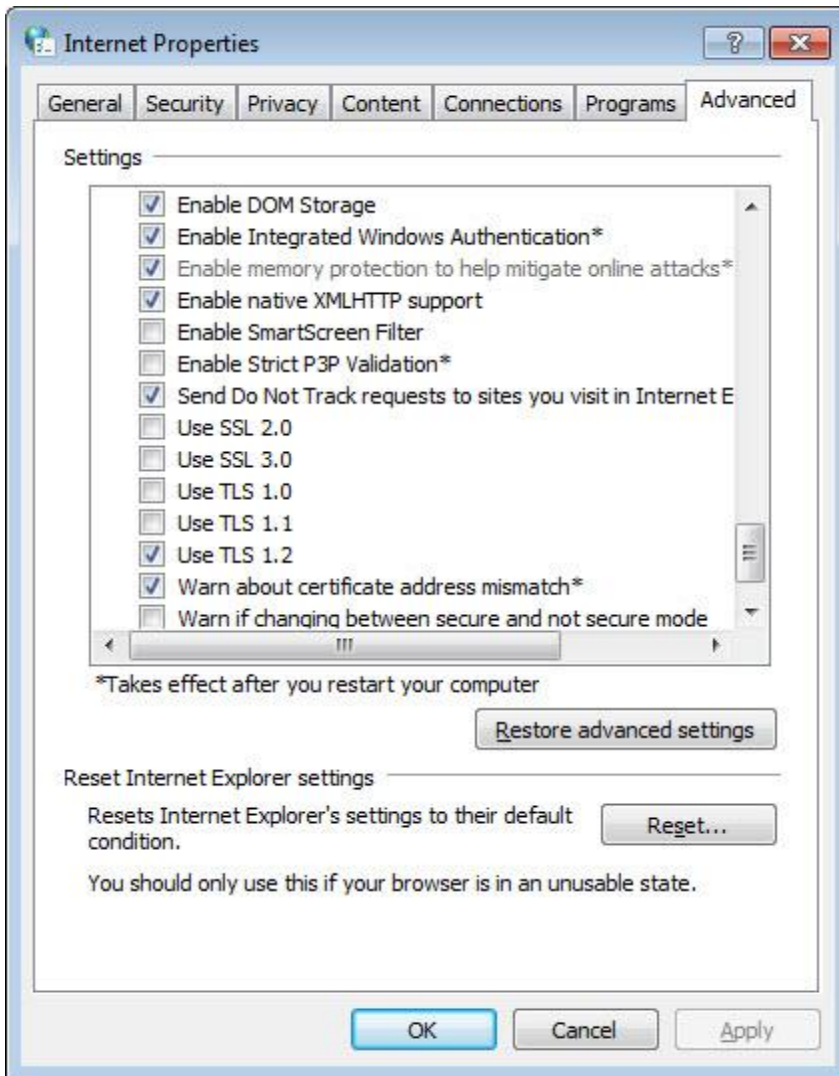 Internet Properties
General Security Privacy Content Connections Programs Advanced
Settings
Enable DOM Storage
Enable Integrated Windows Authentication*
Enable memory protection to help mitigate online attacks*
Enable native XMLHTTP support
Enable SmartScreen Filter
Enable Strict P3P Validation*
Send Do Not Track requests to sites you visit in Internet E
Use SSL 2.0
Use SSL 3.0
Use TLS 1.0
Use TLS 1.1
Use TLS 1.2
Warn about certificate address mismatch*
Warn if changing between secure and not secure mode
*Takes effect after you restart your computer
Restore advanced settings
Reset Internet Explorer settings
Resets Internet Explorer's settings to their default
condition.
Reset...
You should only use this if your browser is in an unusable state.
OK Cancel Apply